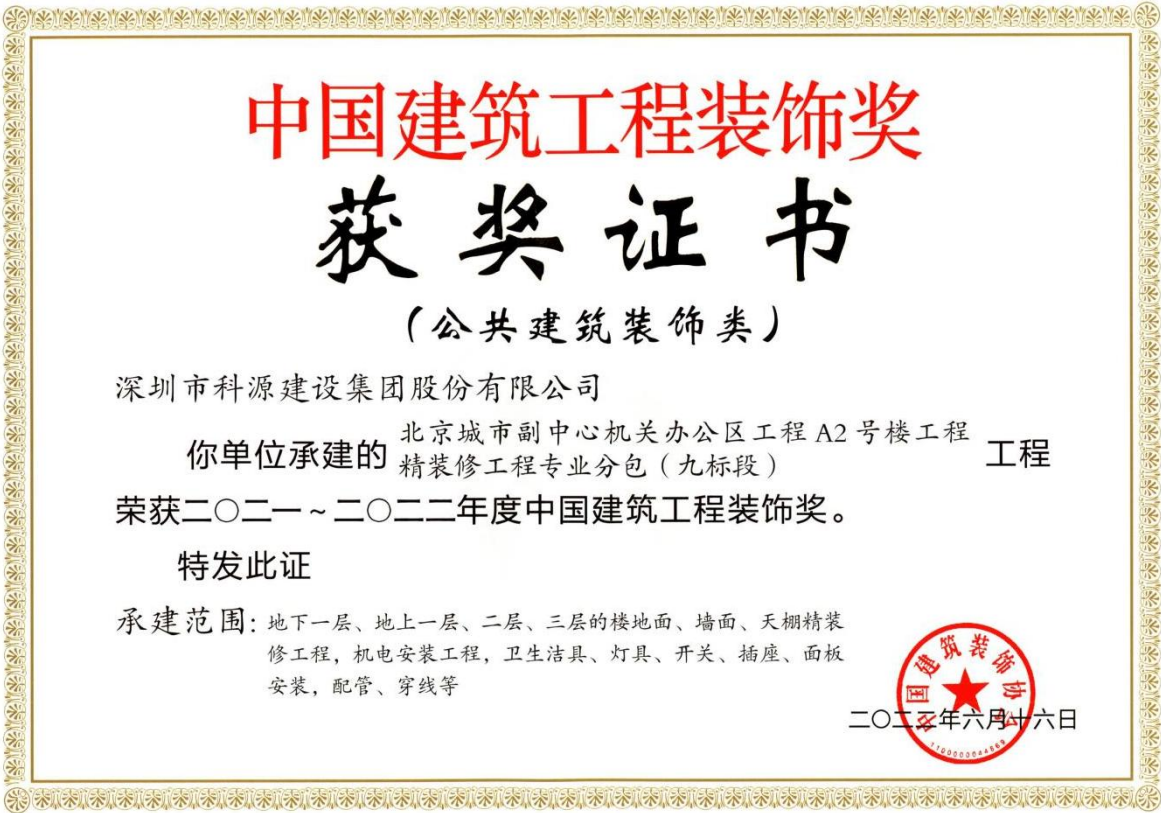 中国建筑工程装饰奖
获奖证书
(公共建筑装饰类)
深圳市科源建设集团股份有限公司
你单位承建的 北京城市副中心机关办公区工程 A2 号楼工程
精装修工程专业分包（九标段） 工程
荣获二〇二一～二〇二二年度中国建筑工程装饰奖。
特发此证
承建范围: 地下一层、地上一层、二层、三层的楼地面、墙面、天棚精装
修工程，机电安装工程，卫生洁具、灯具、开关、插座、面板
安装，配管、穿线等
中国建筑装饰协会
年六月十六日